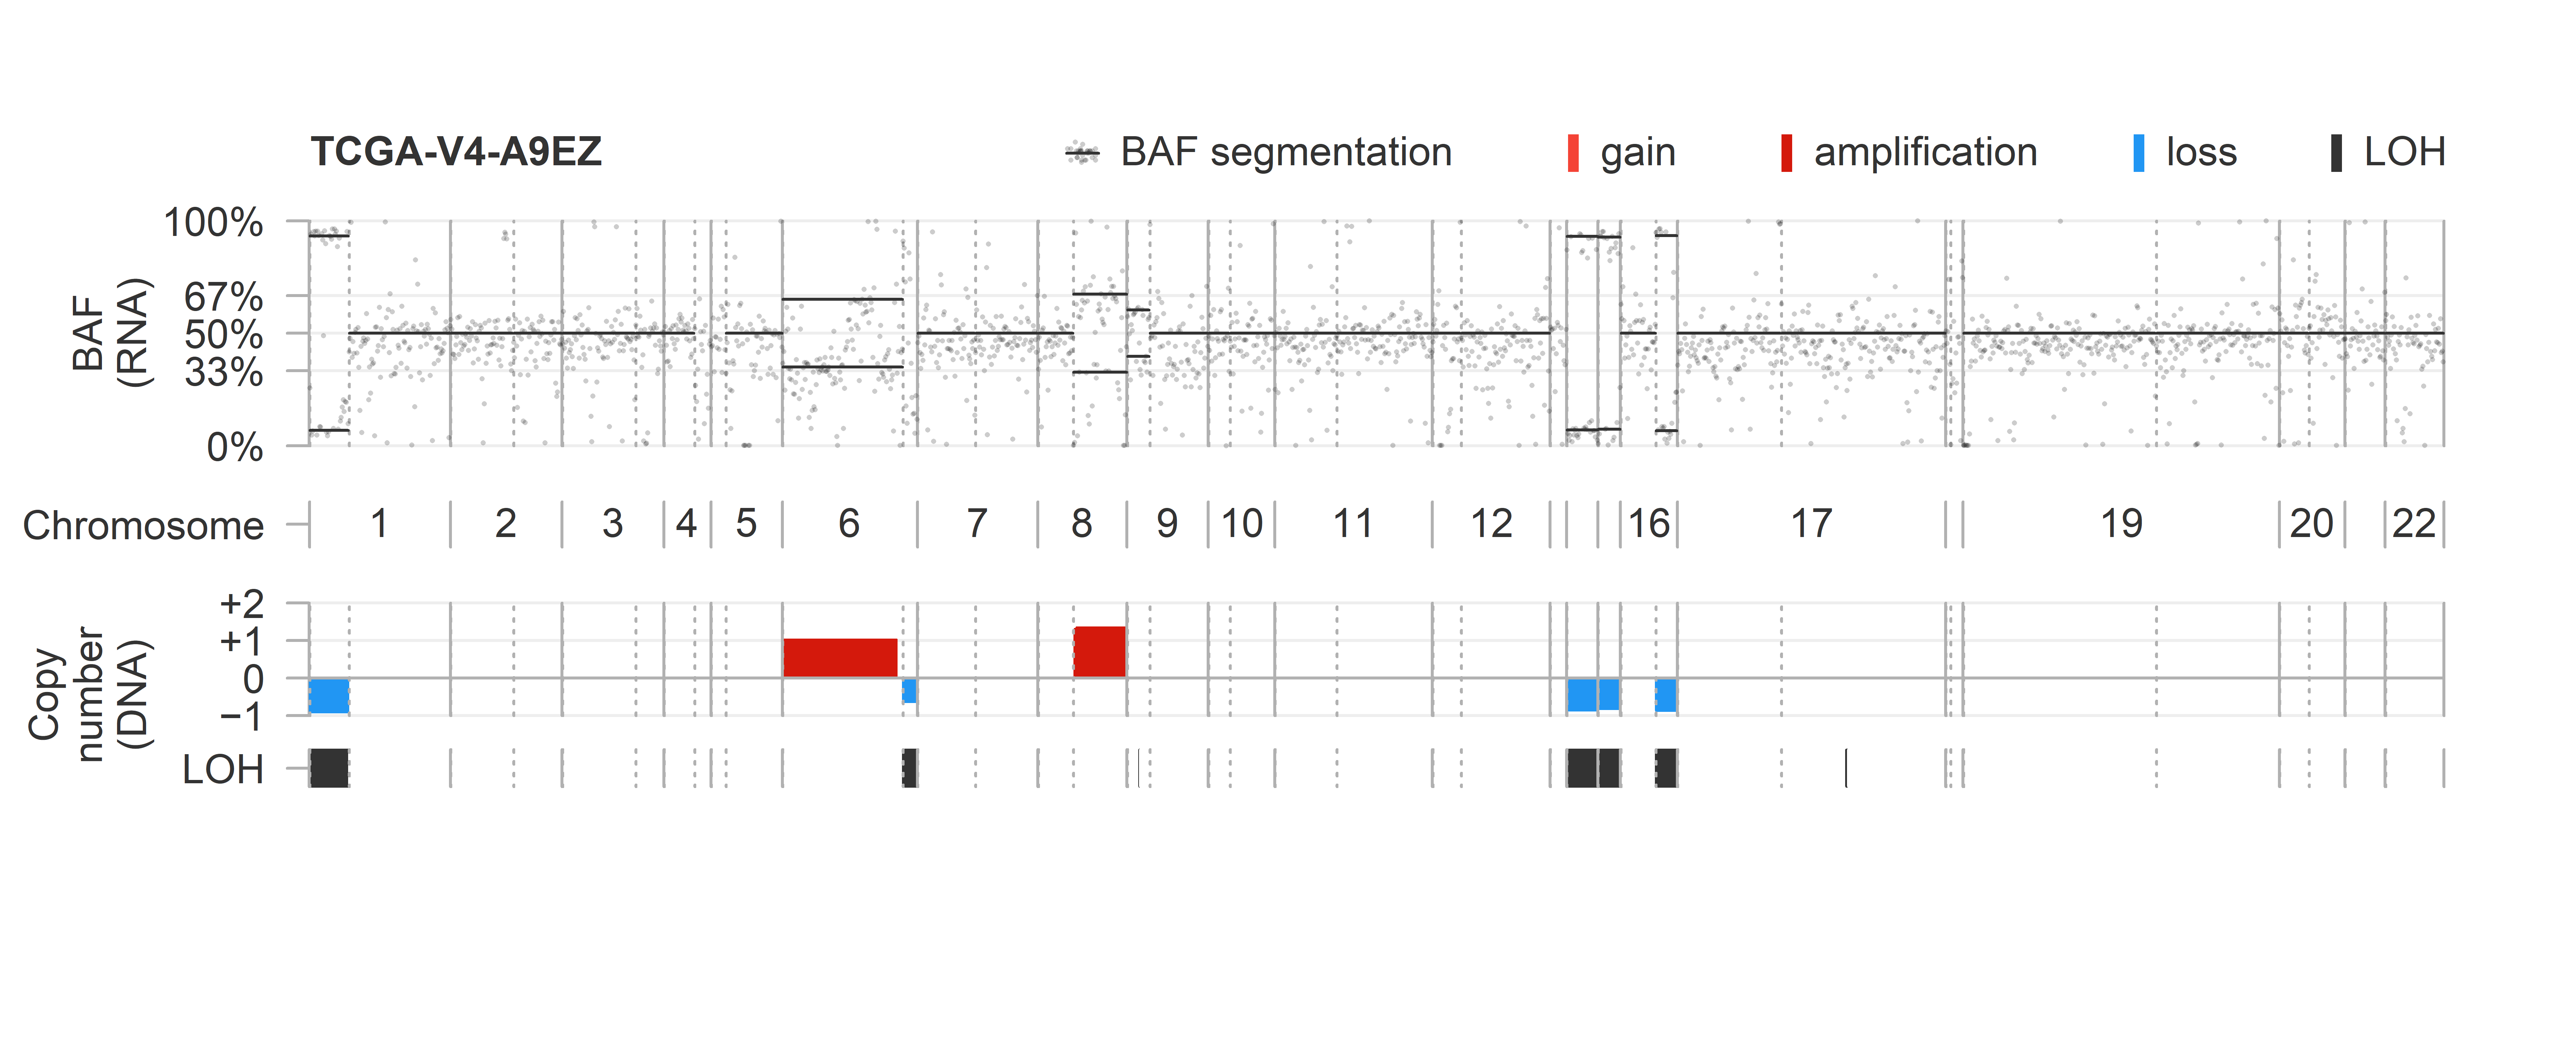 TCGA-V4-A9EZ
BAF segmentation gain amplification loss LOH
BAF
(RNA)
100%
67%
50%
33%
0%
Chromosome 1 2 3 4 5 6 7 8 9 10 11 12 16 17 19 20 22
Copy
number
(DNA)
+2
+1
0
−1
LOH